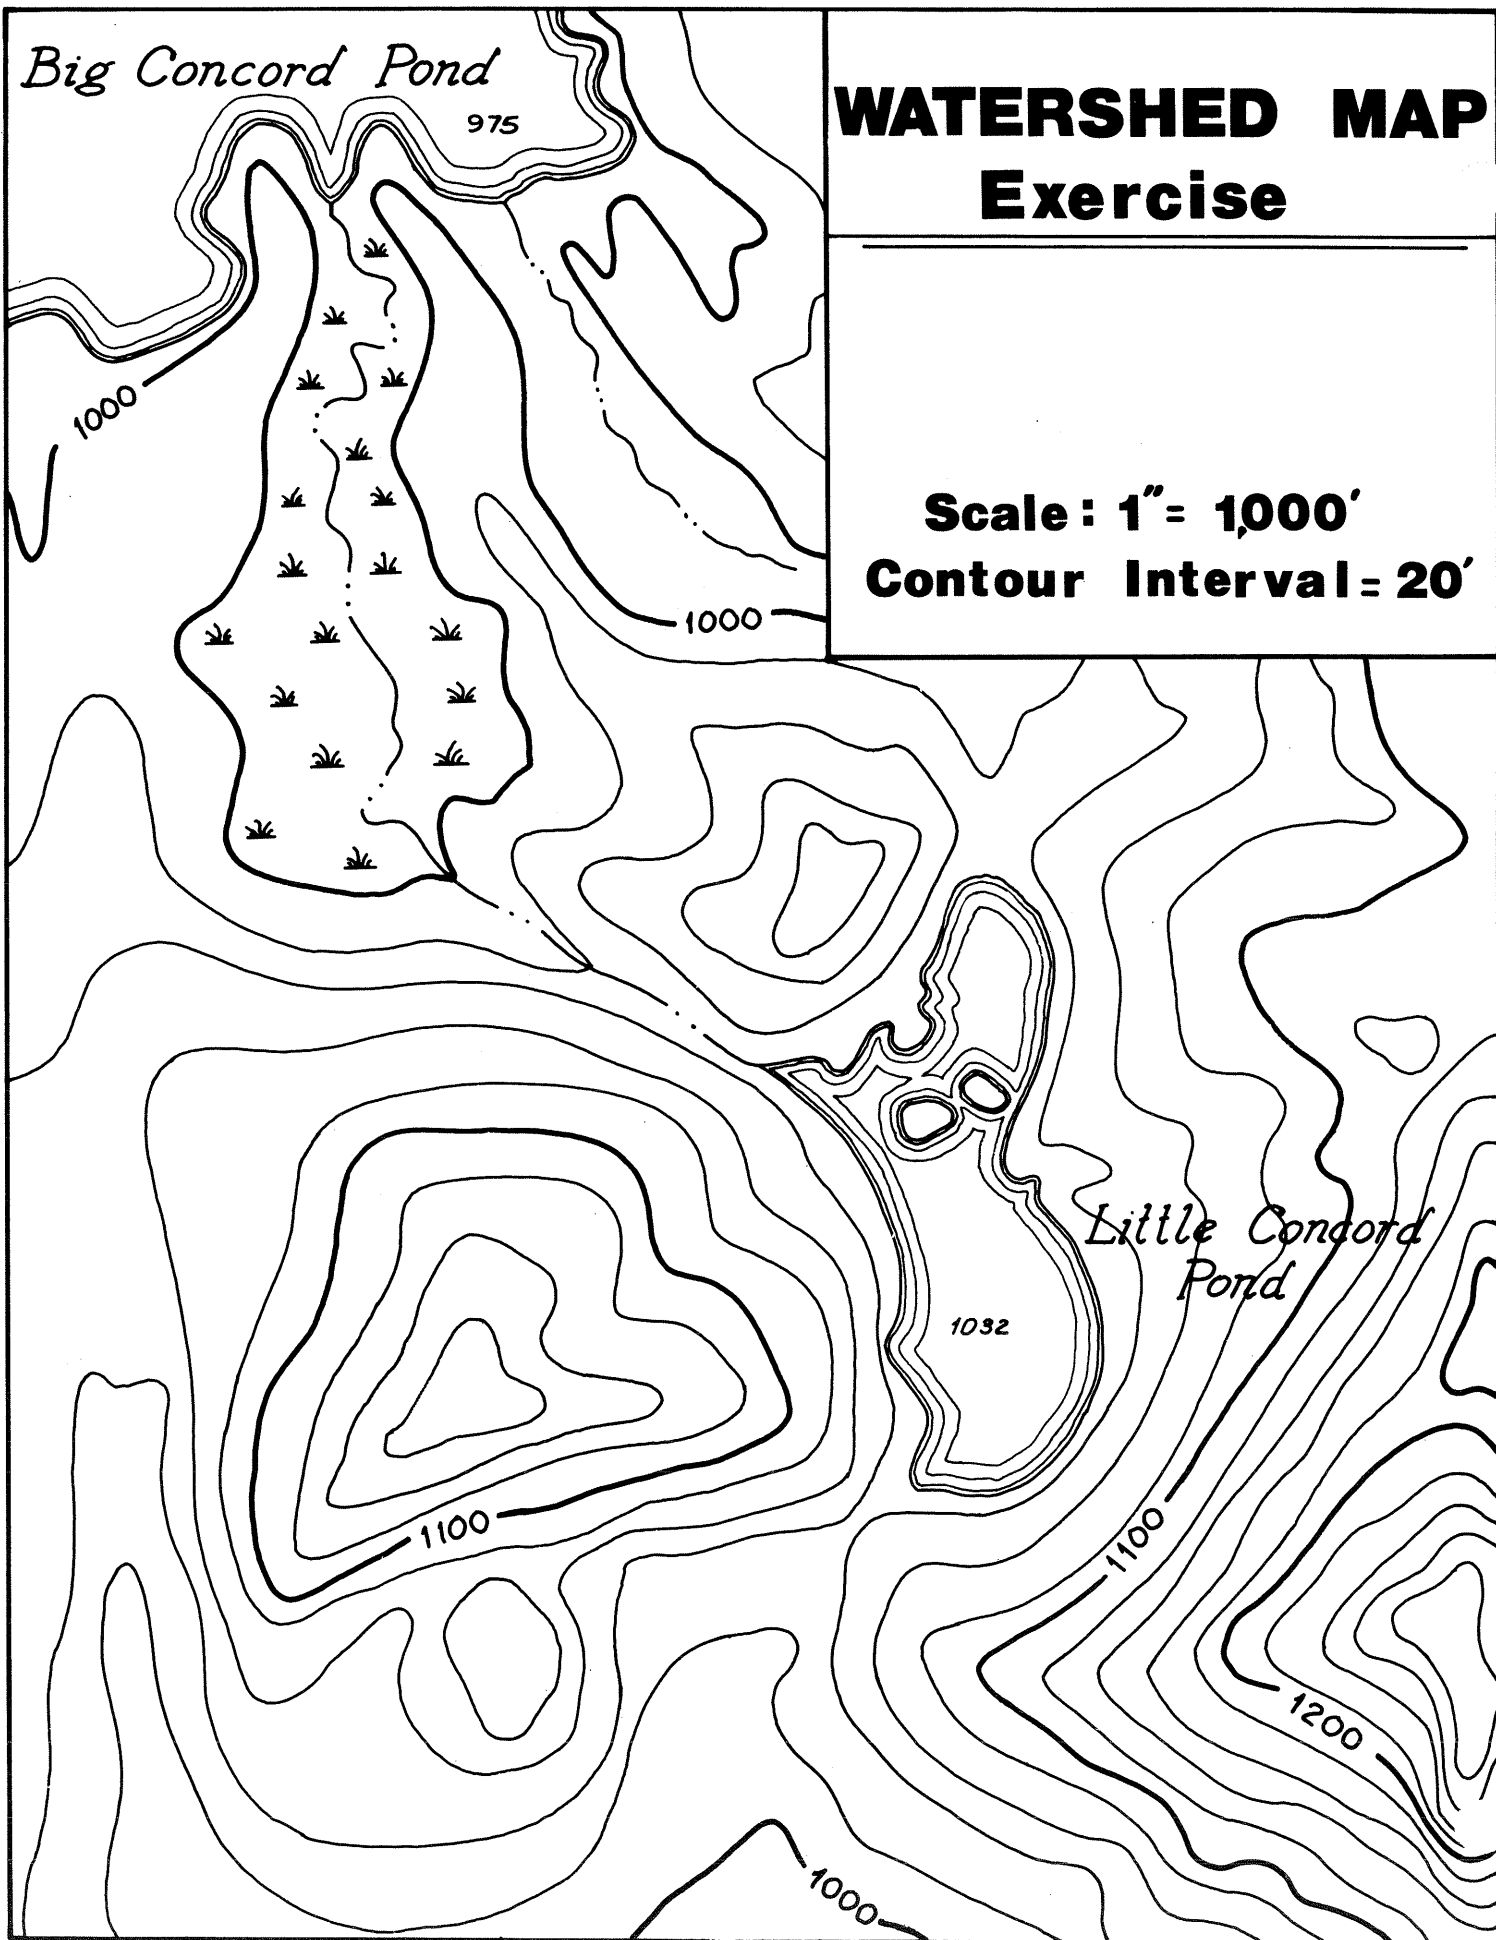 Big Concord Pond
975
WATERSHED MAP
Exercise
Scale: 1"= 1,000'
Contour Interval= 20'
1000
1000
Little Concord
Pond
1032
1100
1100
1200
1000